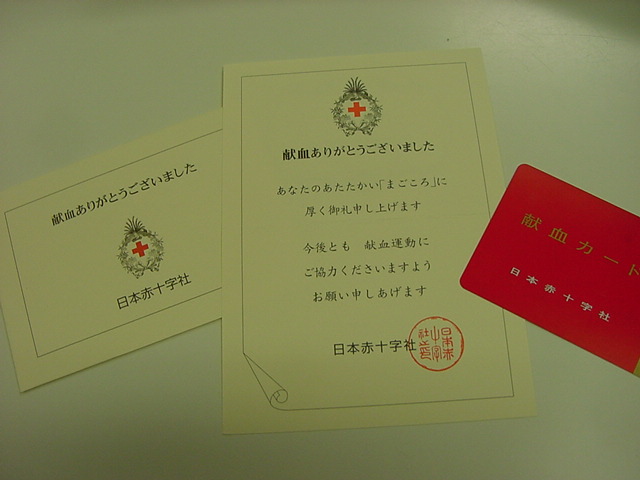 献血ありがとうございました
日本赤十字社
献血ありがとうございました
あなたのあたたかい「まごころ」に
厚く御礼申し上げます
今後とも 献血運動に
ご協力くださいますよう
お願い申しあげます
日本赤十字社
献血カード
日本赤十字社